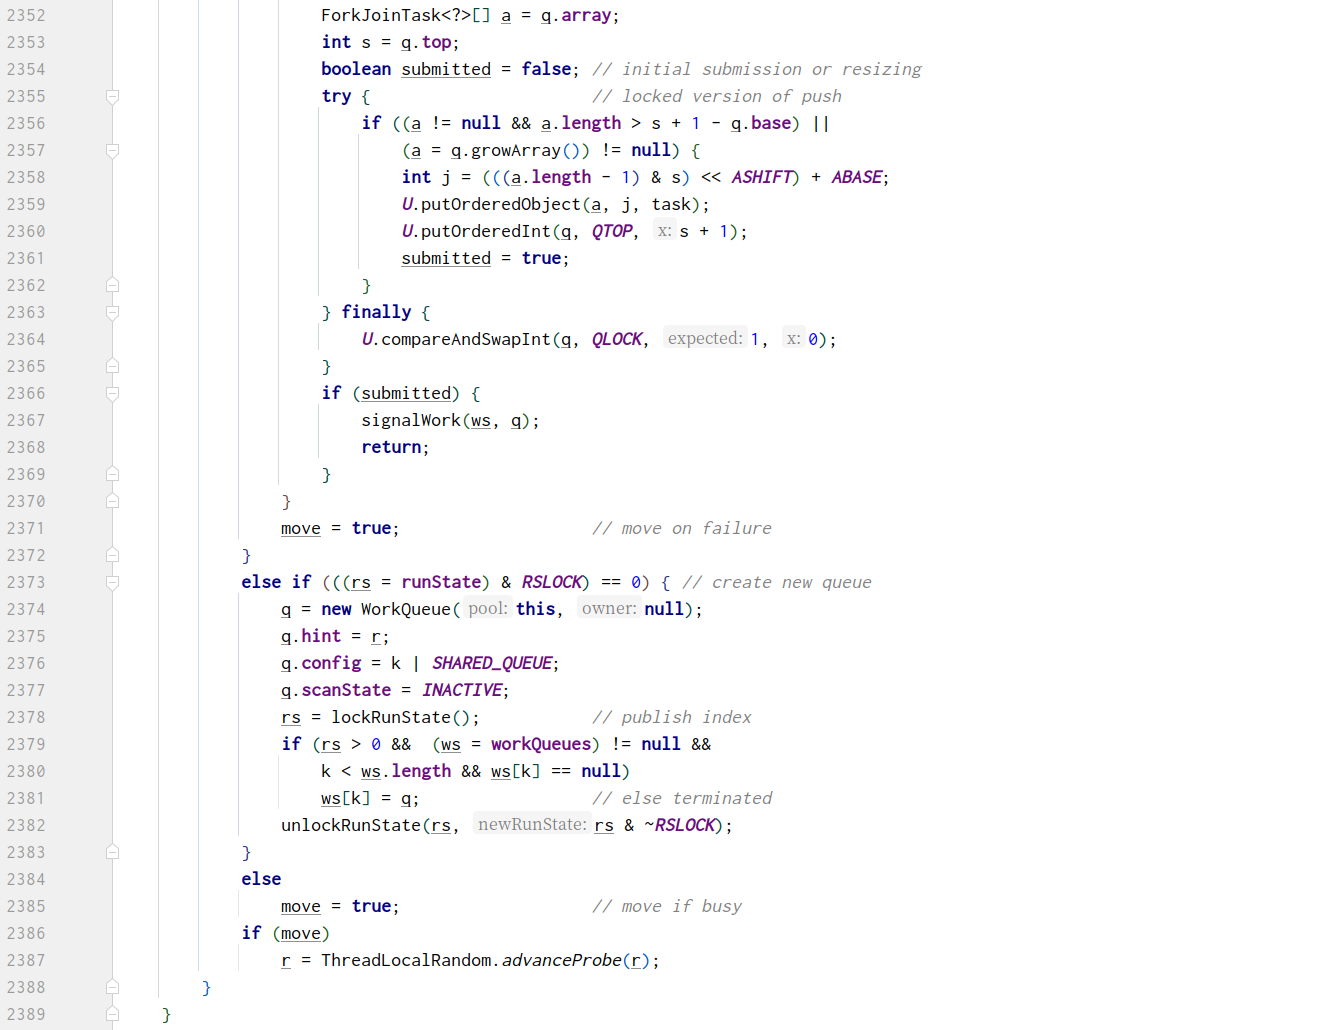 2352 ForkJoinTask<?>[] a = q.array;
2353 int s = q.top;
2354 boolean submitted = false; // initial submission or resizing
2355 try { // locked version of push
2356 if ((a != null && a.length > s + 1 - q.base) ||
2357 (a = q.growArray()) != null) {
2358 int j = (((a.length - 1) & s) << ASHIFT) + ABASE;
2359 U.putOrderedObject(a, j, task);
2360 U.putOrderedInt(q, QTOP, x: s + 1);
2361 submitted = true;
2362 }
2363 } finally {
2364 U.compareAndSwapInt(q, QLOCK, expected: 1, x: 0);
2365 }
2366 if (submitted) {
2367 signalWork(ws, q);
2368 return;
2369 }
2370 }
2371 move = true; // move on failure
2372 }
2373 else if (((rs = runState) & RSLOCK) == 0) { // create new queue
2374 q = new WorkQueue( pool: this, owner: null);
2375 q.hint = r;
2376 q.config = k | SHARED_QUEUE;
2377 q.scanState = INACTIVE;
2378 rs = lockRunState(); // publish index
2379 if (rs > 0 &&  (ws = workQueues) != null &&
2380 k < ws.length && ws[k] == null)
2381 ws[k] = q; // else terminated
2382 unlockRunState(rs, newRunState: rs & ~RSLOCK);
2383 }
2384 else
2385 move = true; // move if busy
2386 if (move)
2387 r = ThreadLocalRandom.advanceProbe(r);
2388 }
2389 }